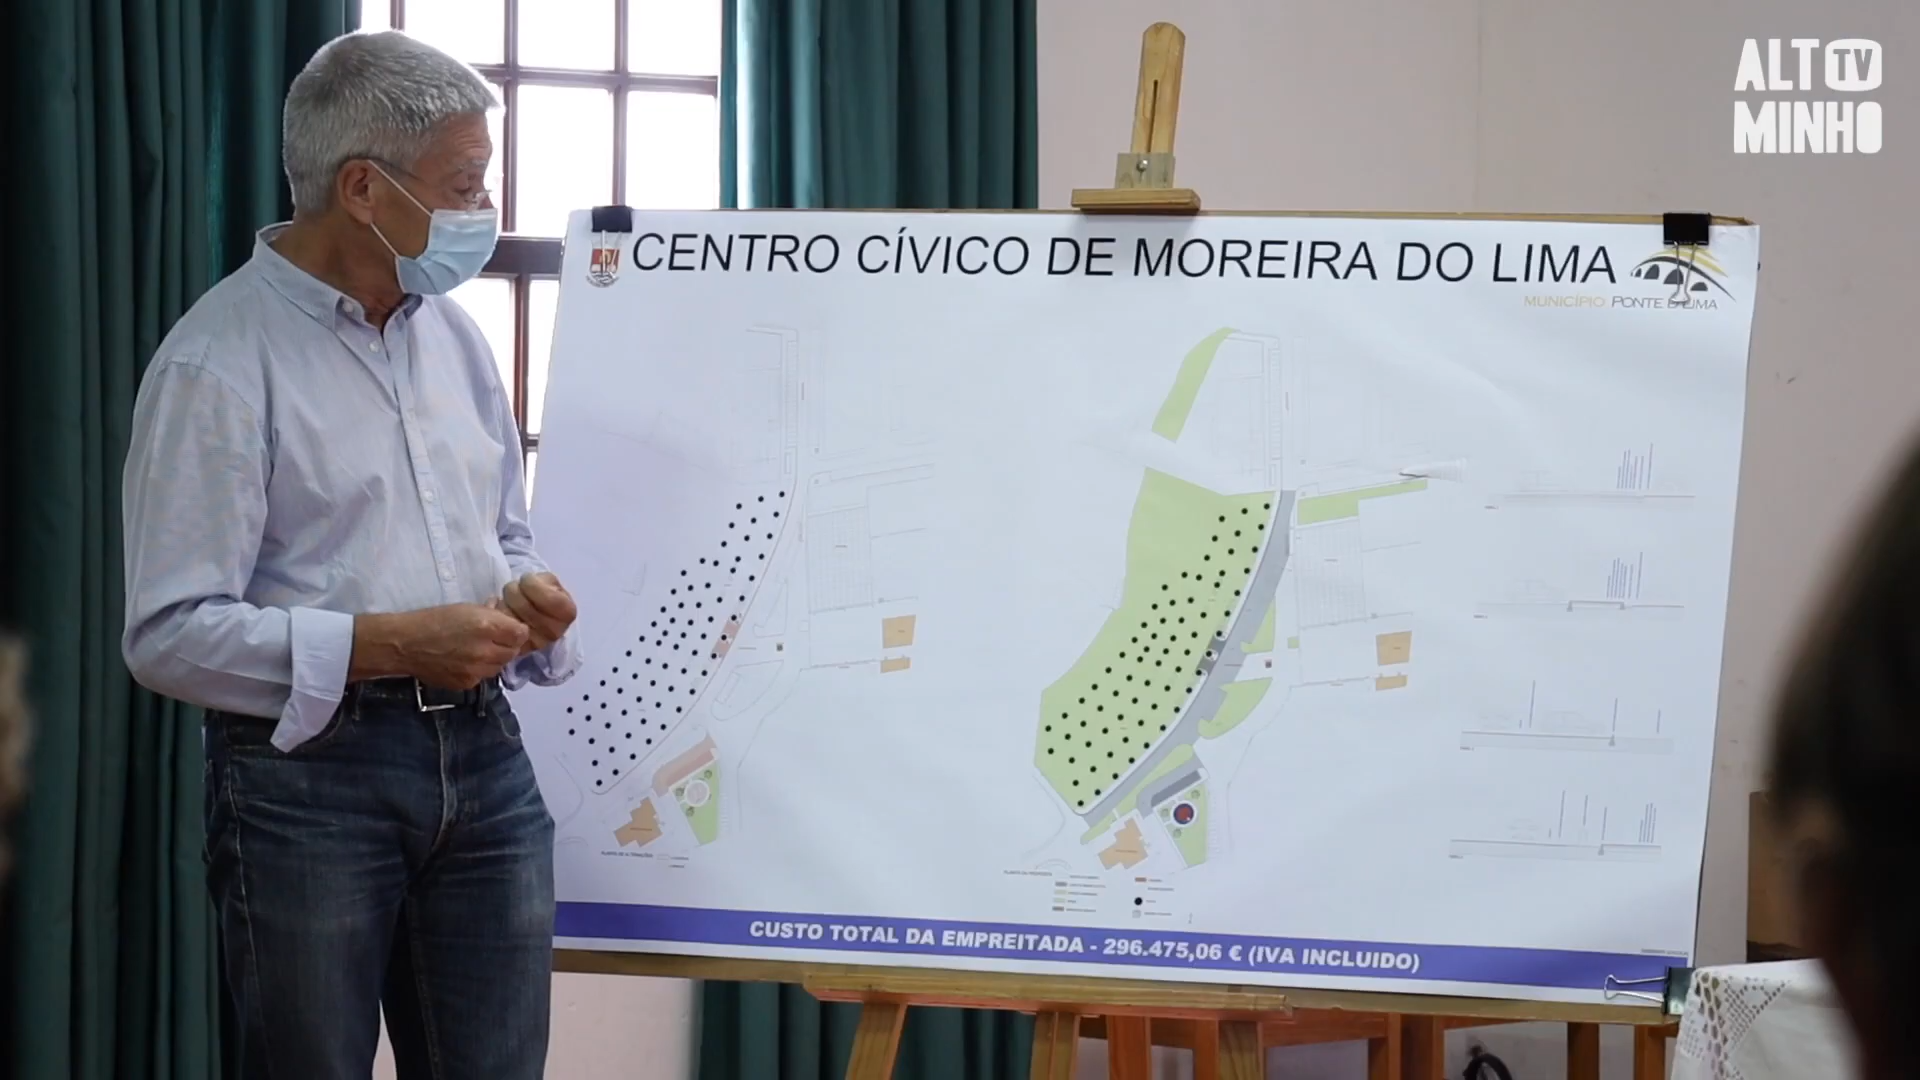 ALTO TV
MINHO
CENTRO CÍVICO DE MOREIRA DO LIMA
MUNICÍPIO PONTE DE LIMA
CUSTO TOTAL DA EMPREITADA - 296.475,06 € (IVA INCLUIDO)